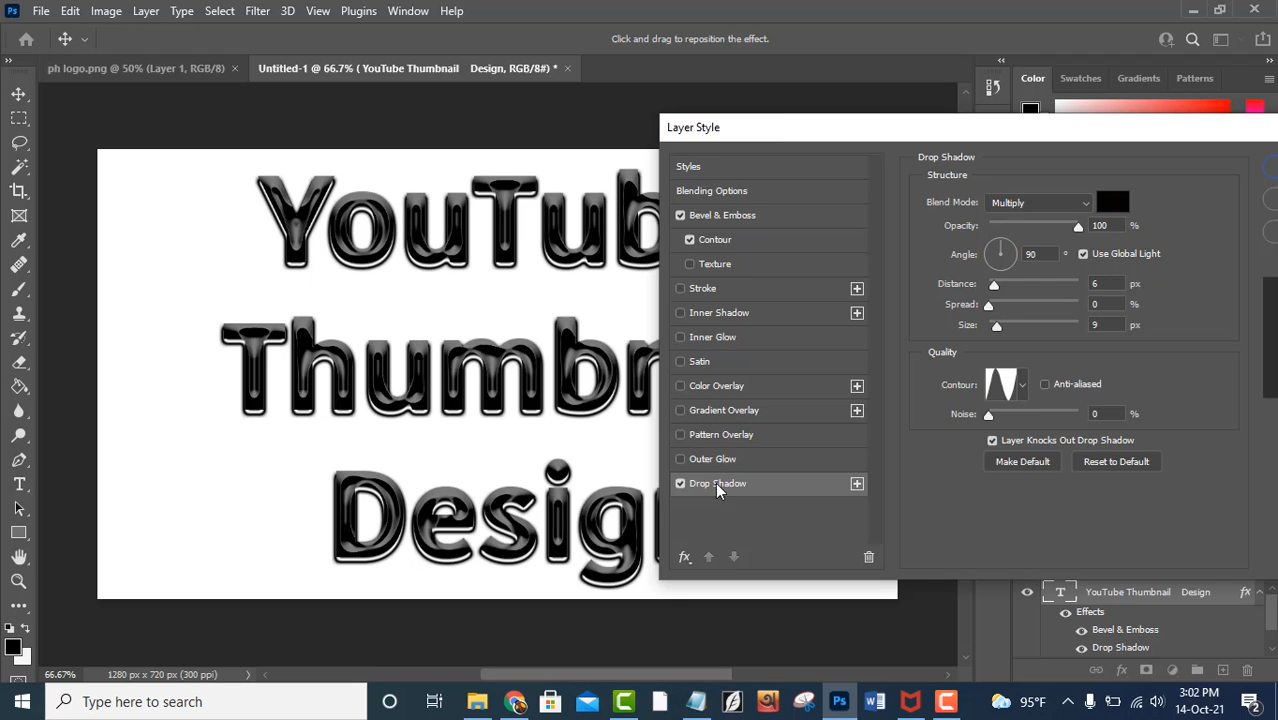 Ps File Edit Image Layer Type Select Filter 3D View Plugins Window Help
Click and drag to reposition the effect.
ph logo.png @ 50% (Layer 1, RGB/8) × Untitled-1 @ 66.7% ( YouTube Thumbnail Design, RGB/8#) * ×
Color Swatches Gradients Patterns
YouTub
Thumbn
Desig
Layer Style
Styles
Blending Options
Bevel & Emboss
Contour
Texture
Stroke
Inner Shadow
Inner Glow
Satin
Color Overlay
Gradient Overlay
Pattern Overlay
Outer Glow
Drop Shadow
fx
Drop Shadow
Structure
Blend Mode: Multiply
Opacity: 100 %
Angle: 90 ° Use Global Light
Distance: 6 px
Spread: 0 %
Size: 9 px
Quality
Contour: Anti-aliased
Noise: 0 %
Layer Knocks Out Drop Shadow
Make Default Reset to Default
T YouTube Thumbnail Design fx
Effects
Bevel & Emboss
Drop Shadow
66.67% 1280 px x 720 px (300 ppi)
Type here to search
95°F
3:02 PM
14-Oct-21
2